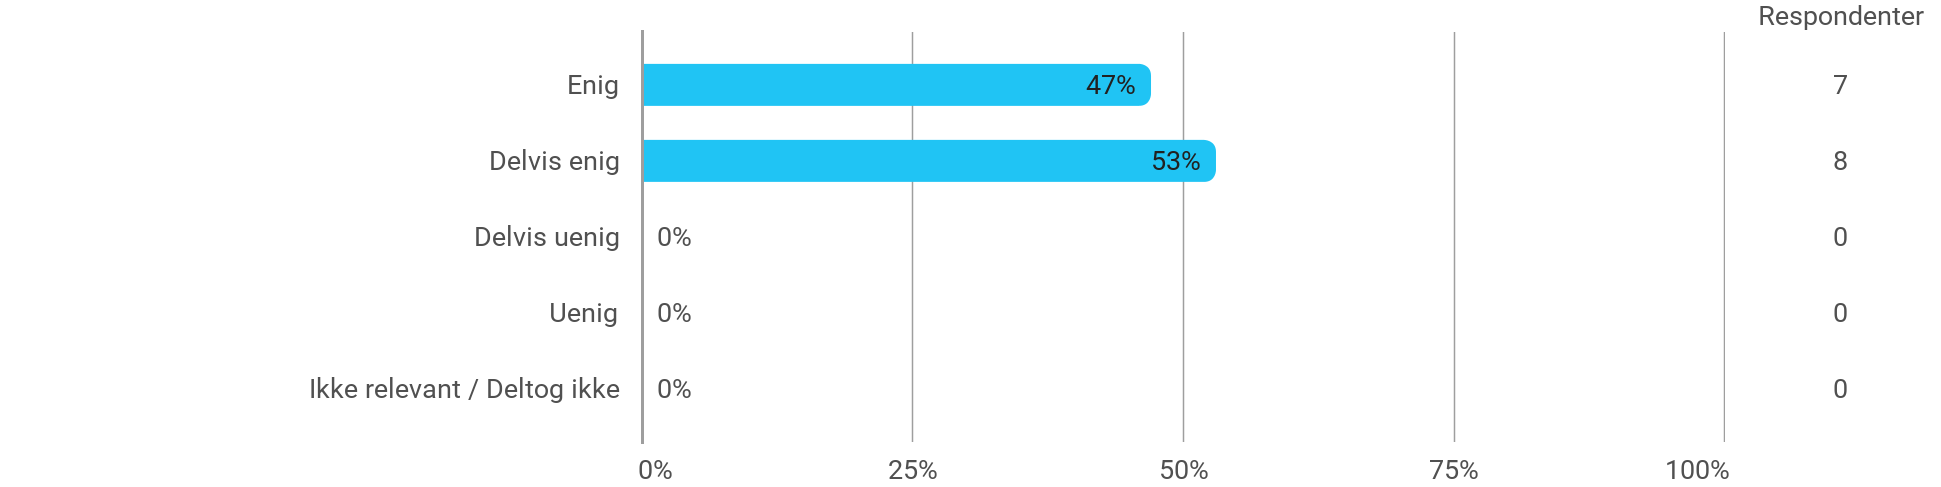 Respondenter
Enig 47% 7
Delvis enig 53% 8
Delvis uenig 0% 0
Uenig 0% 0
Ikke relevant / Deltog ikke 0% 0
0% 25% 50% 75% 100%